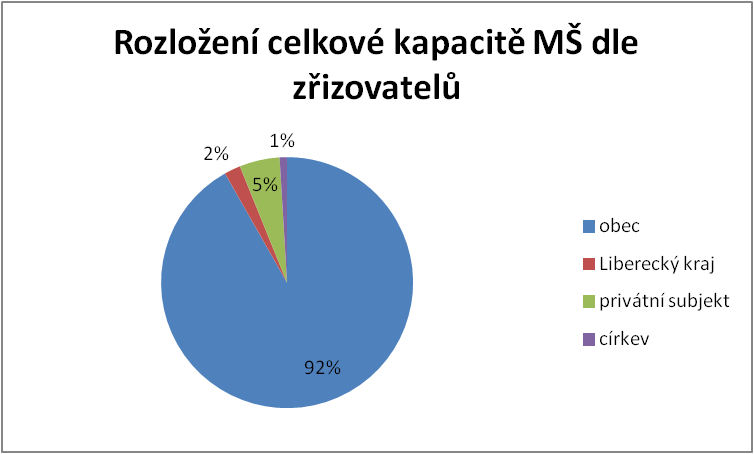 Rozložení celkové kapacitě MŠ dle
zřizovatelů
1%
2%
5%
92%
obec
Liberecký kraj
privátní subjekt
církev